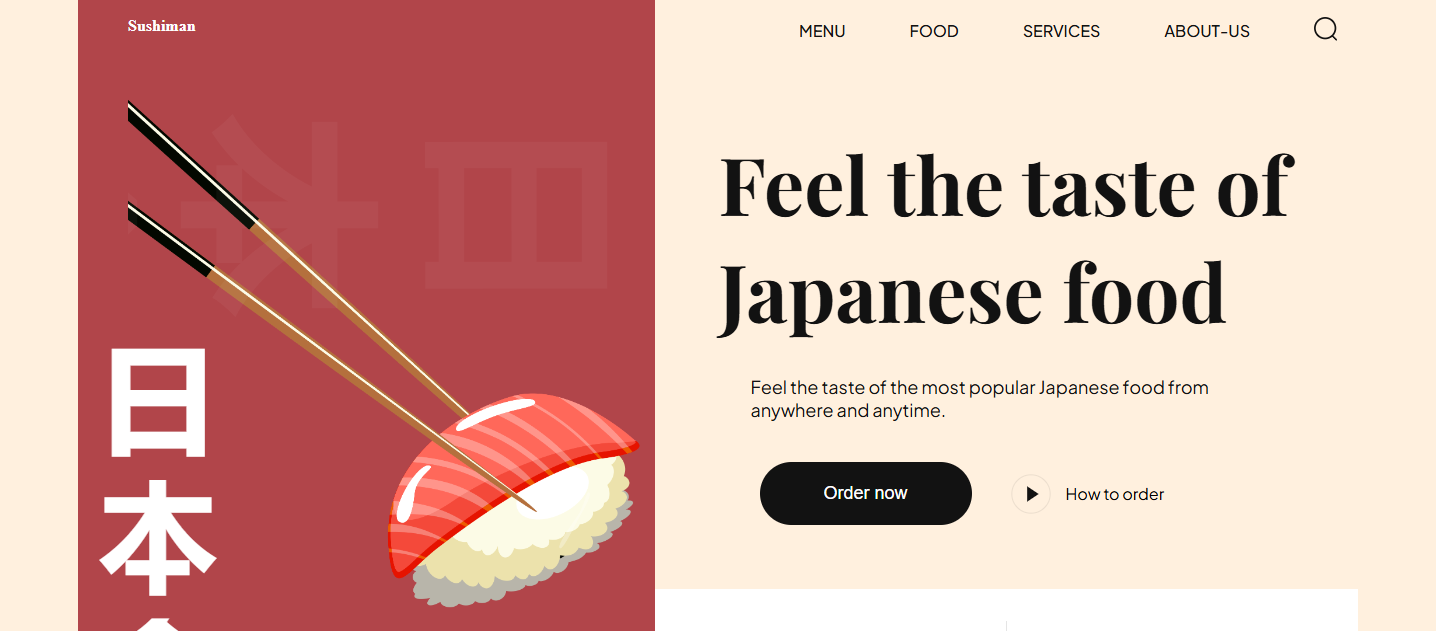 Sushiman
MENU FOOD SERVICES ABOUT-US
日
本
Feel the taste of
Japanese food
Feel the taste of the most popular Japanese food from
anywhere and anytime.
Order now
How to order